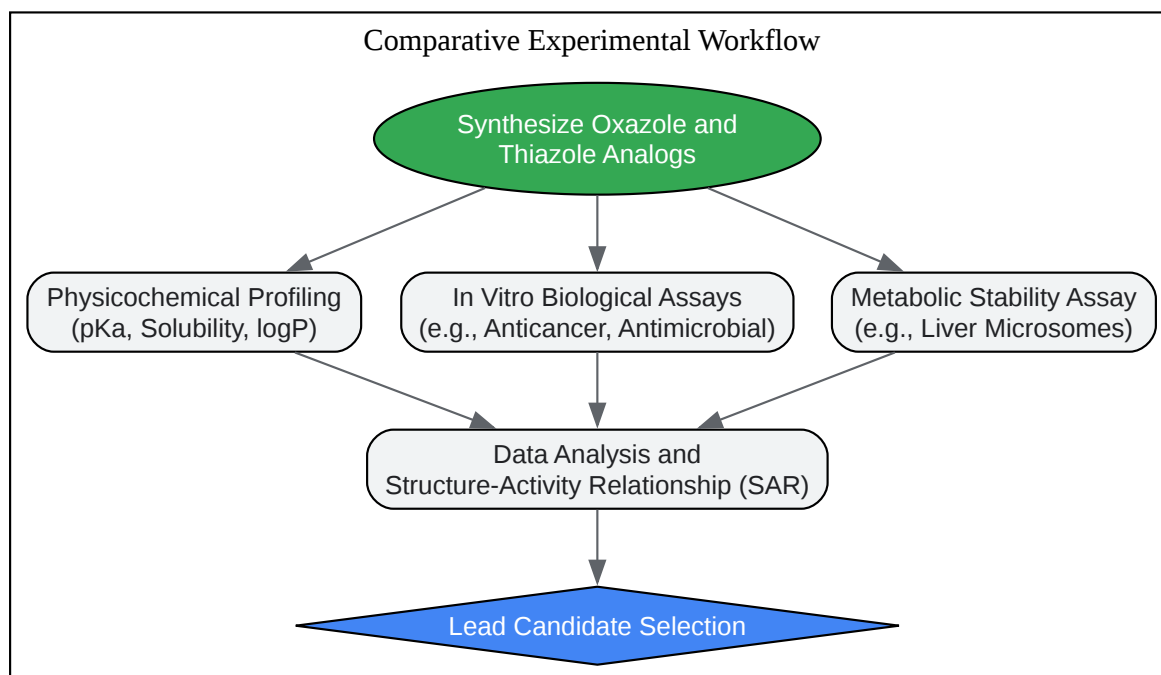 Comparative Experimental Workflow
Synthesize Oxazole and
Thiazole Analogs
Physicochemical Profiling
(pKa, Solubility, logP)
In Vitro Biological Assays
(e.g., Anticancer, Antimicrobial)
Metabolic Stability Assay
(e.g., Liver Microsomes)
Data Analysis and
Structure-Activity Relationship (SAR)
Lead Candidate Selection